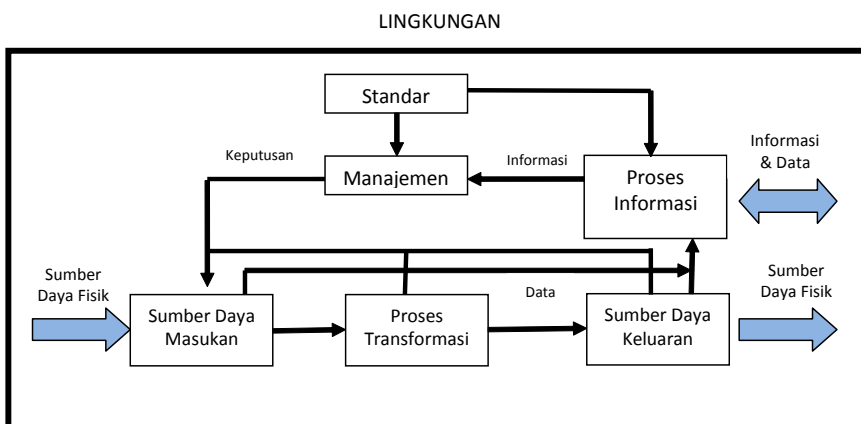 LINGKUNGAN
Standar
Keputusan
Manajemen
Informasi
Proses
Informasi
Informasi
& Data
Sumber
Daya Fisik
Sumber Daya
Masukan
Proses
Transformasi
Data
Sumber Daya
Keluaran
Sumber
Daya Fisik